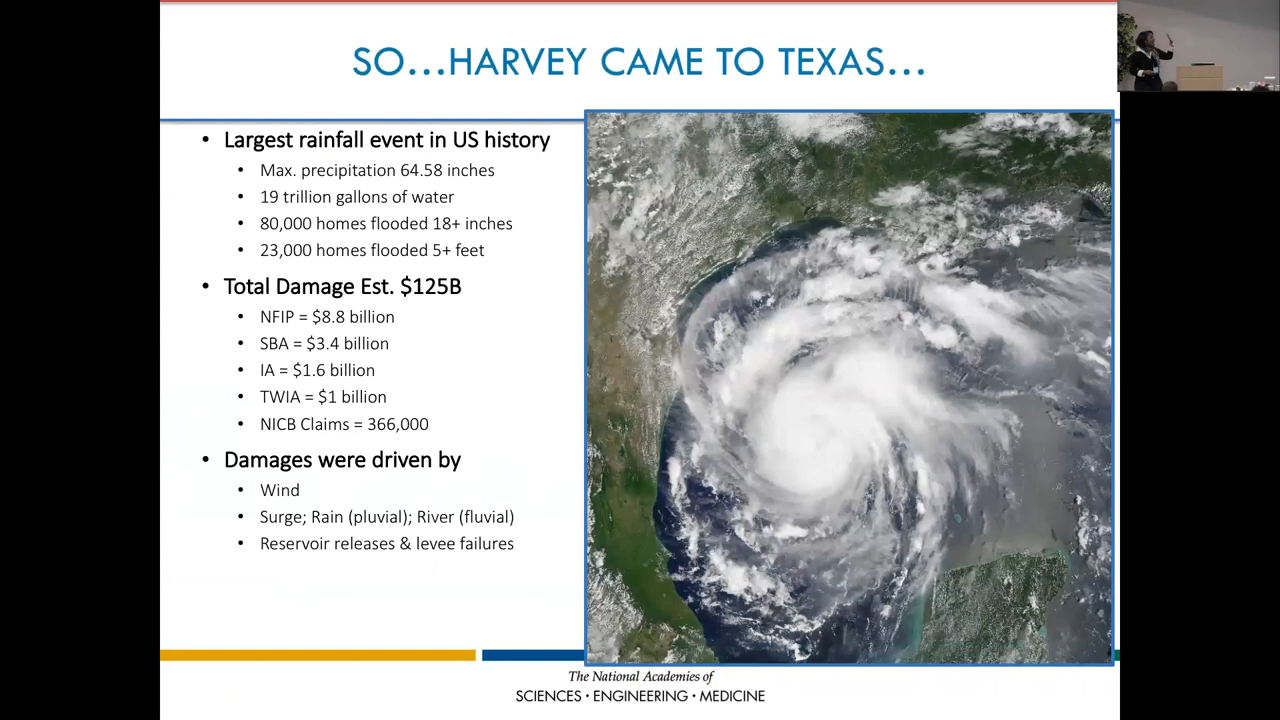 SO...HARVEY CAME TO TEXAS...
• Largest rainfall event in US history
• Max. precipitation 64.58 inches
• 19 trillion gallons of water
• 80,000 homes flooded 18+ inches
• 23,000 homes flooded 5+ feet
• Total Damage Est. $125B
• NFIP = $8.8 billion
• SBA = $3.4 billion
• IA = $1.6 billion
• TWIA = $1 billion
• NICB Claims = 366,000
• Damages were driven by
• Wind
• Surge; Rain (pluvial); River (fluvial)
• Reservoir releases & levee failures
The National Academies of
SCIENCES · ENGINEERING · MEDICINE